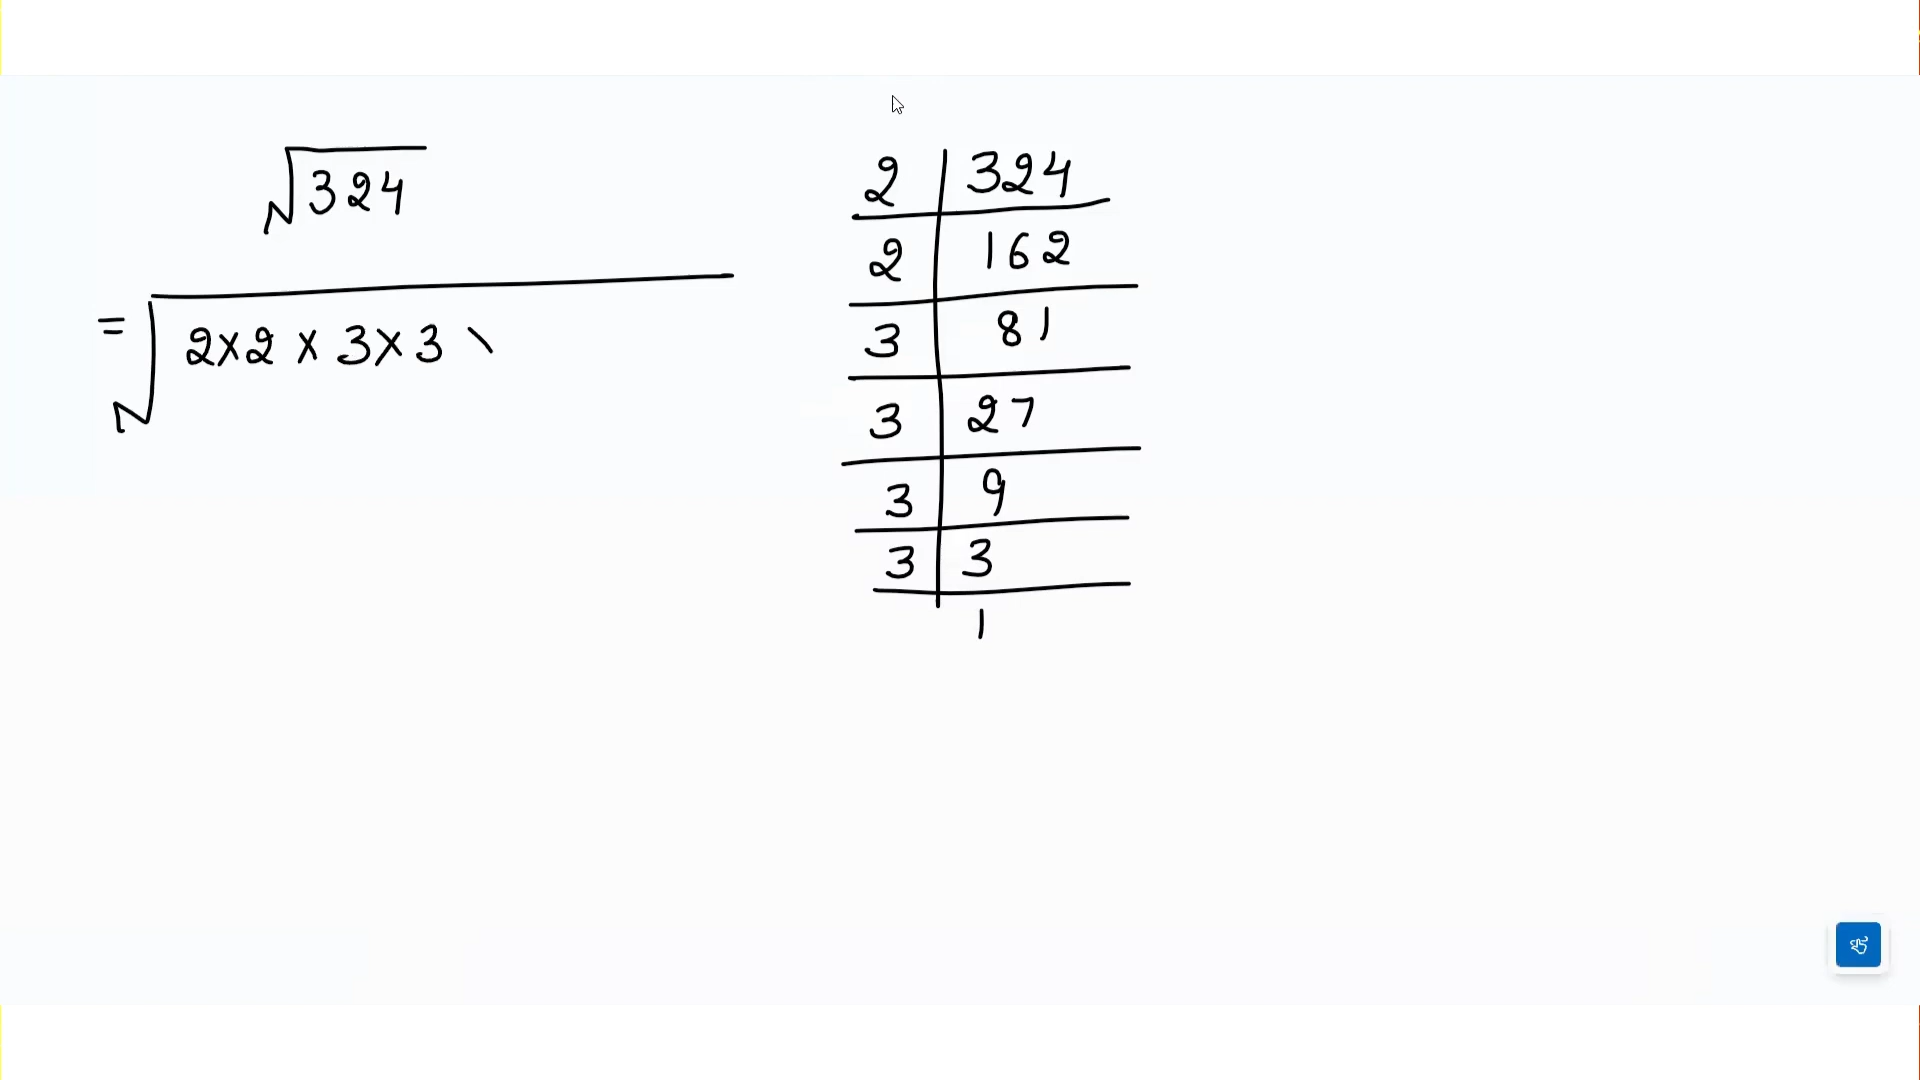 √324
= √2×2 × 3×3 \
2 | 324
2 | 162
3 | 81
3 | 27
3 | 9
3 | 3
1